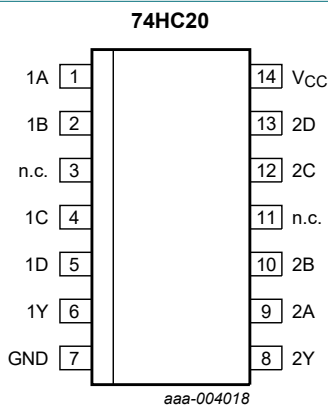 74HC20
1A 1 14 VCC
1B 2 13 2D
n.c. 3 12 2C
1C 4 11 n.c.
1D 5 10 2B
1Y 6 9 2A
GND 7 8 2Y
aaa-004018